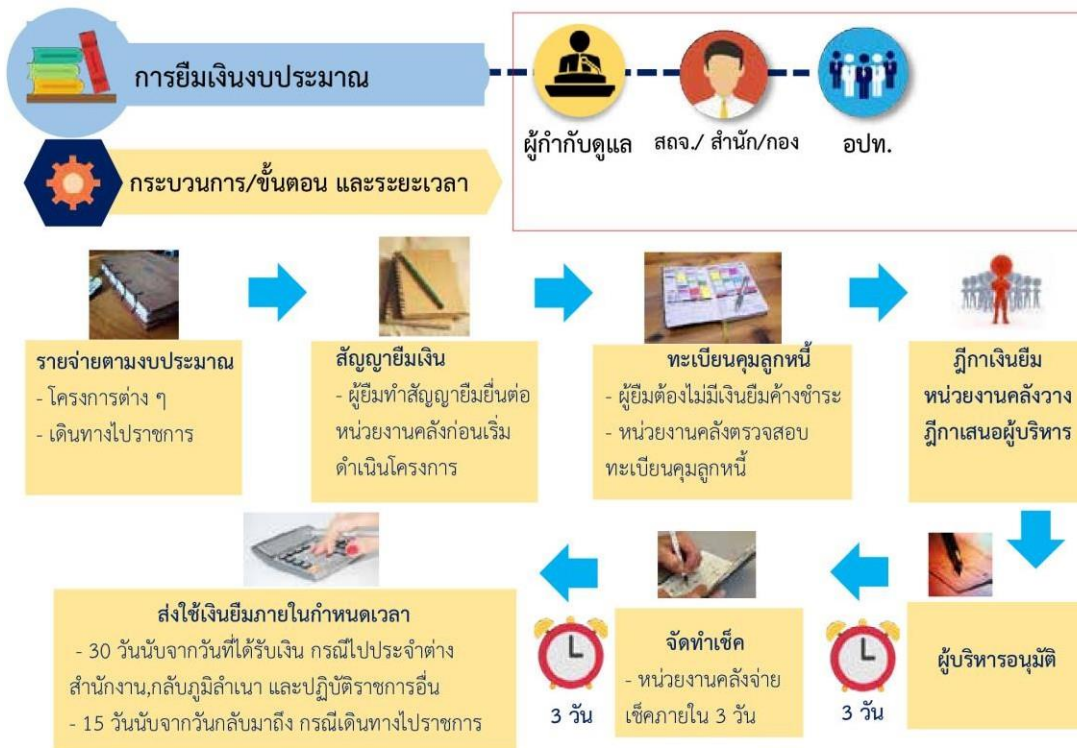 การยืมเงินงบประมาณ
ผู้กำกับดูแล
สถจ./ สำนัก/กอง
อปท.
กระบวนการ/ขั้นตอน และระยะเวลา
รายจ่ายตามงบประมาณ
- โครงการต่าง ๆ
- เดินทางไปราชการ
สัญญายืมเงิน
- ผู้ยืมทำสัญญายืมยื่นต่อ
หน่วยงานคลังก่อนเริ่ม
ดำเนินโครงการ
ทะเบียนคุมลูกหนี้
- ผู้ยืมต้องไม่มีเงินยืมค้างชำระ
- หน่วยงานคลังตรวจสอบ
ทะเบียนคุมลูกหนี้
ฎีกาเงินยืม
หน่วยงานคลังวาง
ฎีกาเสนอผู้บริหาร
ผู้บริหารอนุมัติ
3 วัน
จัดทำเช็ค
- หน่วยงานคลังจ่าย
เช็คภายใน 3 วัน
3 วัน
ส่งใช้เงินยืมภายในกำหนดเวลา
- 30 วันนับจากวันที่ได้รับเงิน กรณีไปประจำต่าง
สำนักงาน,กลับภูมิลำเนา และปฏิบัติราชการอื่น
- 15 วันนับจากวันกลับมาถึง กรณีเดินทางไปราชการ